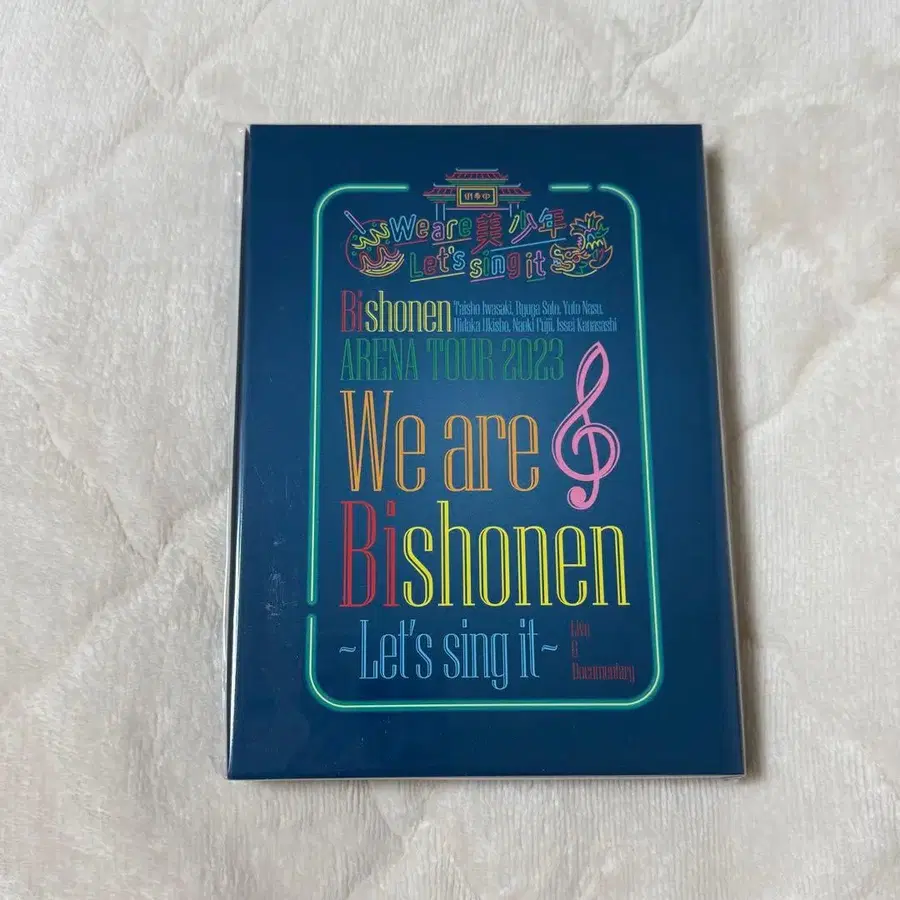 We are 美 少年
Let's sing it
Bishonen Taisho Iwasaki, Ryuga Sato, Yuto Nasu,
Hidaka Ukisho, Naoki Fujii, Issei Kanasashi
ARENA TOUR 2023
We are
Bishonen
~Let's sing it~
Live
&
Documentary